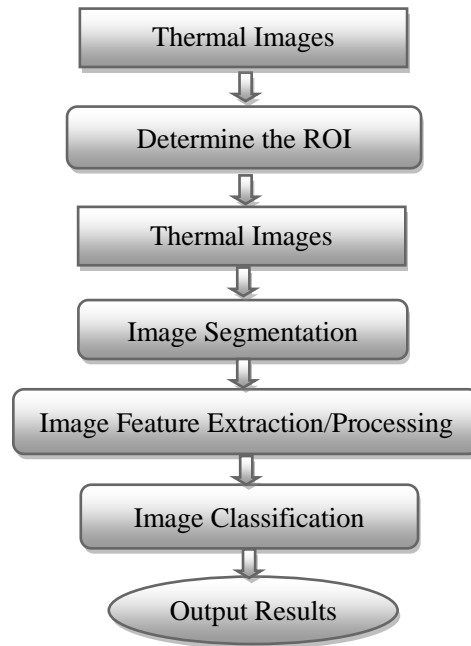 Thermal Images
Determine the ROI
Thermal Images
Image Segmentation
Image Feature Extraction/Processing
Image Classification
Output Results